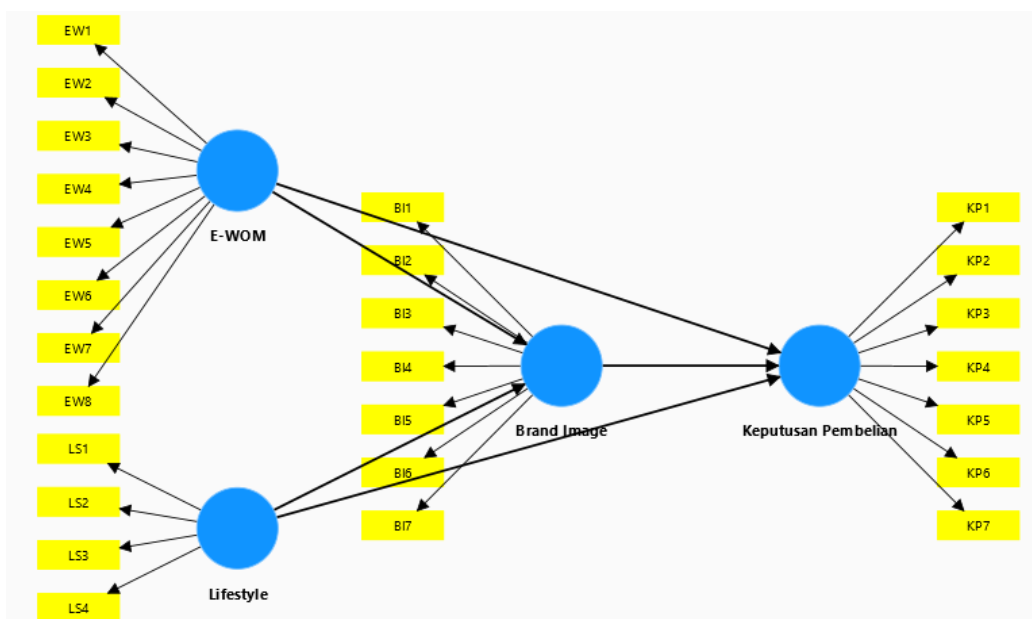 EW1
EW2
EW3
EW4
EW5
EW6
EW7
EW8
E-WOM
LS1
LS2
LS3
LS4
Lifestyle
BI1
BI2
BI3
BI4
BI5
BI6
BI7
Brand Image
Keputusan Pembelian
KP1
KP2
KP3
KP4
KP5
KP6
KP7